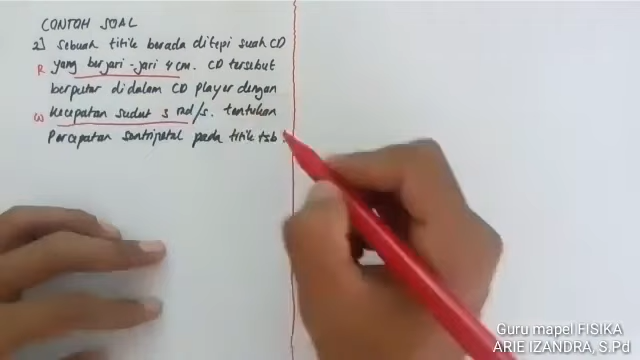 CONTOH SOAL
2] Sebuah titik berada ditepi suah CD
R yang berjari-jari 4 cm. CD tersebut
berputar didalam CD player dengan
ω kecepatan sudut 3 rad/s. tentukan
Percepatan sentripetal pada titik tsb
Guru mapel FISIKA
ARIE IZANDRA, S.Pd